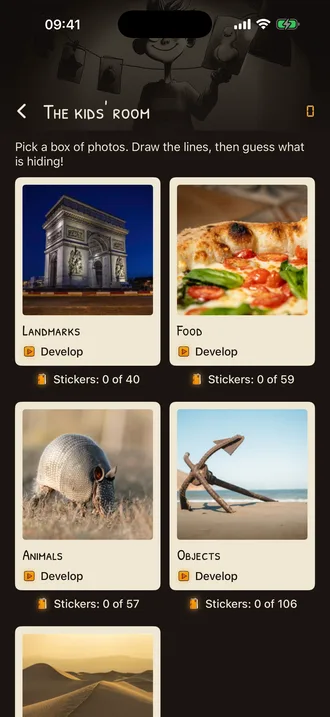 09:41
The kids' room
Pick a box of photos. Draw the lines, then guess what
is hiding!
Landmarks
Develop
Stickers: 0 of 40
Food
Develop
Stickers: 0 of 59
Animals
Develop
Stickers: 0 of 57
Objects
Develop
Stickers: 0 of 106